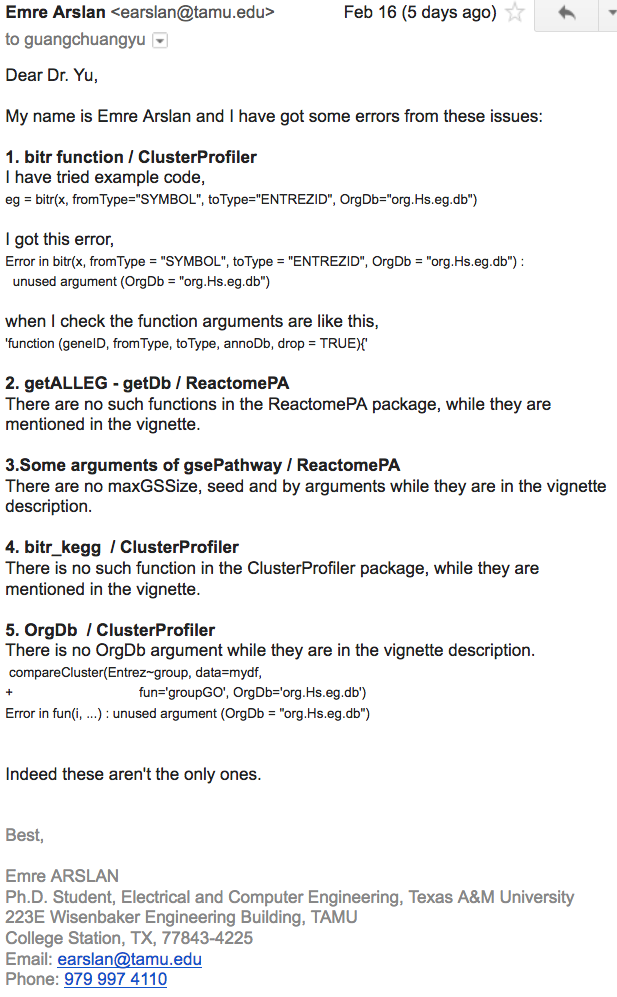 Emre Arslan <earslan@tamu.edu> Feb 16 (5 days ago)
to guangchuangyu
Dear Dr. Yu,
My name is Emre Arslan and I have got some errors from these issues:
1. bitr function / ClusterProfiler
I have tried example code,
eg = bitr(x, fromType="SYMBOL", toType="ENTREZID", OrgDb="org.Hs.eg.db")
I got this error,
Error in bitr(x, fromType = "SYMBOL", toType = "ENTREZID", OrgDb = "org.Hs.eg.db") :
unused argument (OrgDb = "org.Hs.eg.db")
when I check the function arguments are like this,
'function (geneID, fromType, toType, annoDb, drop = TRUE){'
2. getALLEG - getDb / ReactomePA
There are no such functions in the ReactomePA package, while they are
mentioned in the vignette.
3.Some arguments of gsePathway / ReactomePA
There are no maxGSSize, seed and by arguments while they are in the vignette
description.
4. bitr_kegg  / ClusterProfiler
There is no such function in the ClusterProfiler package, while they are
mentioned in the vignette.
5. OrgDb  / ClusterProfiler
There is no OrgDb argument while they are in the vignette description.
compareCluster(Entrez~group, data=mydf,
+ fun='groupGO', OrgDb='org.Hs.eg.db')
Error in fun(i, ...) : unused argument (OrgDb = "org.Hs.eg.db")
Indeed these aren't the only ones.
Best,
Emre ARSLAN
Ph.D. Student, Electrical and Computer Engineering, Texas A&M University
223E Wisenbaker Engineering Building, TAMU
College Station, TX, 77843-4225
Email: earslan@tamu.edu
Phone: 979 997 4110